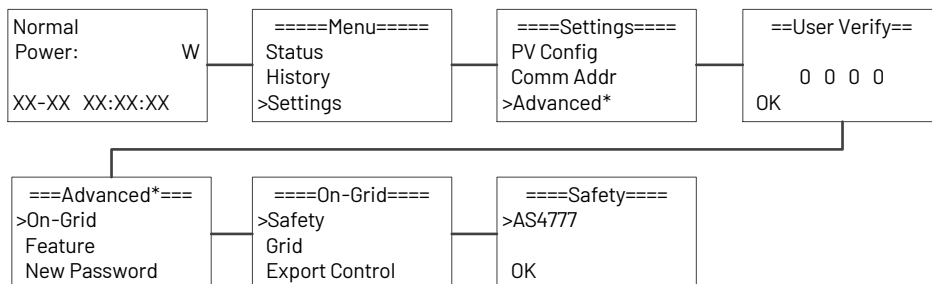 Normal
Power: W
XX-XX XX:XX:XX
=====Menu=====
Status
History
>Settings
====Settings====
PV Config
Comm Addr
>Advanced*
==User Verify==
0 0 0 0
OK
===Advanced*===
>On-Grid
Feature
New Password
====On-Grid====
>Safety
Grid
Export Control
====Safety====
>AS4777
OK